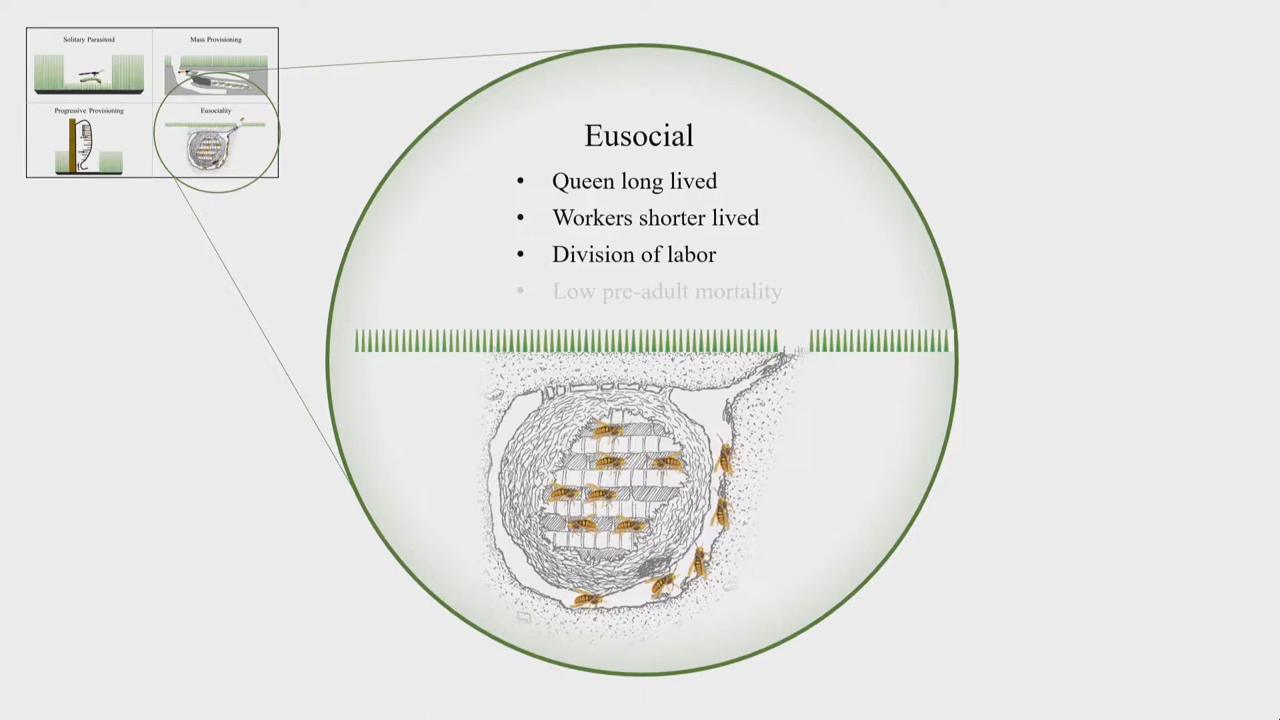 Solitary Parasitoid
Mass Provisioning
Progressive Provisioning
Eusociality
Eusocial
• Queen long lived
• Workers shorter lived
• Division of labor
• Low pre-adult mortality